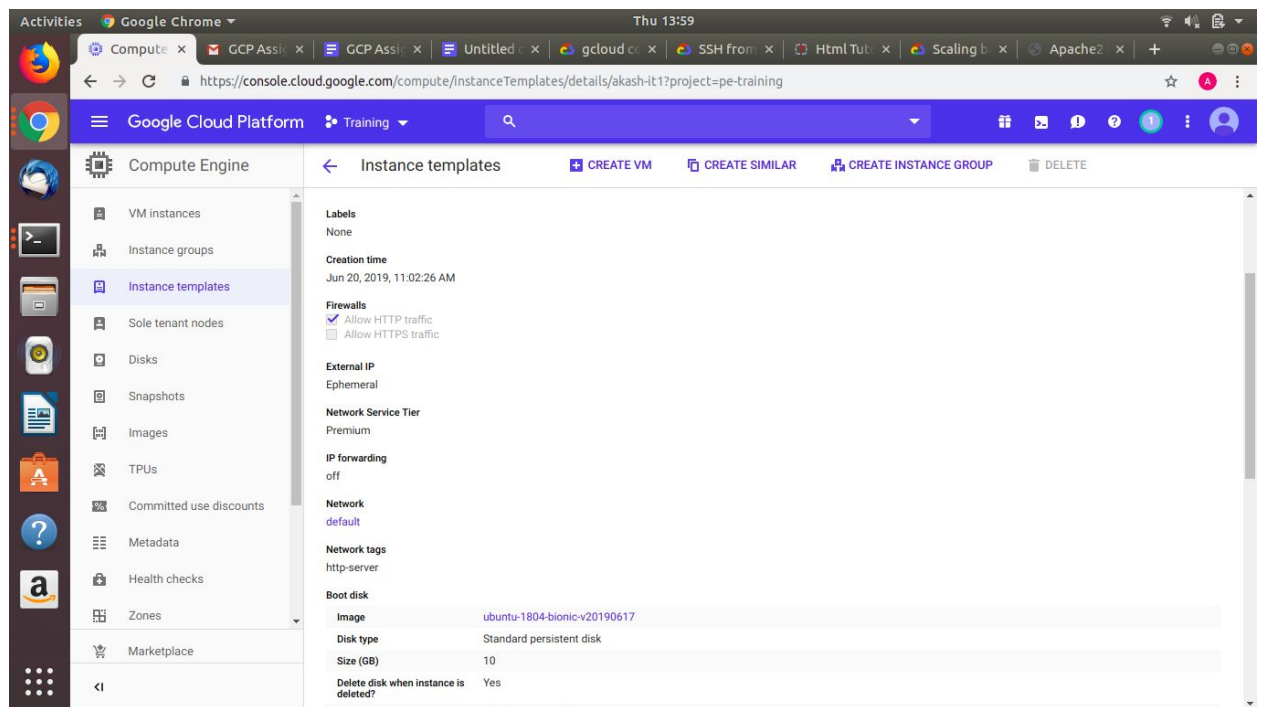 Activities
Google Chrome
Thu 13:59
Compute
GCP Assic
GCP Assic
Untitled
gcloud cc
SSH from
Html Tuto
Scaling b
Apache2
https://console.cloud.google.com/compute/instanceTemplates/details/akash-it1?project=pe-training
A
Google Cloud Platform
Training
1
Compute Engine
Instance templates
CREATE VM
CREATE SIMILAR
CREATE INSTANCE GROUP
DELETE
VM instances
Instance groups
Instance templates
Sole tenant nodes
Disks
Snapshots
Images
TPUs
Committed use discounts
Metadata
Health checks
Zones
Marketplace
Labels
None
Creation time
Jun 20, 2019, 11:02:26 AM
Firewalls
Allow HTTP traffic
Allow HTTPS traffic
External IP
Ephemeral
Network Service Tier
Premium
IP forwarding
off
Network
default
Network tags
http-server
Boot disk
Image ubuntu-1804-bionic-v20190617
Disk type Standard persistent disk
Size (GB) 10
Delete disk when instance is Yes
deleted?